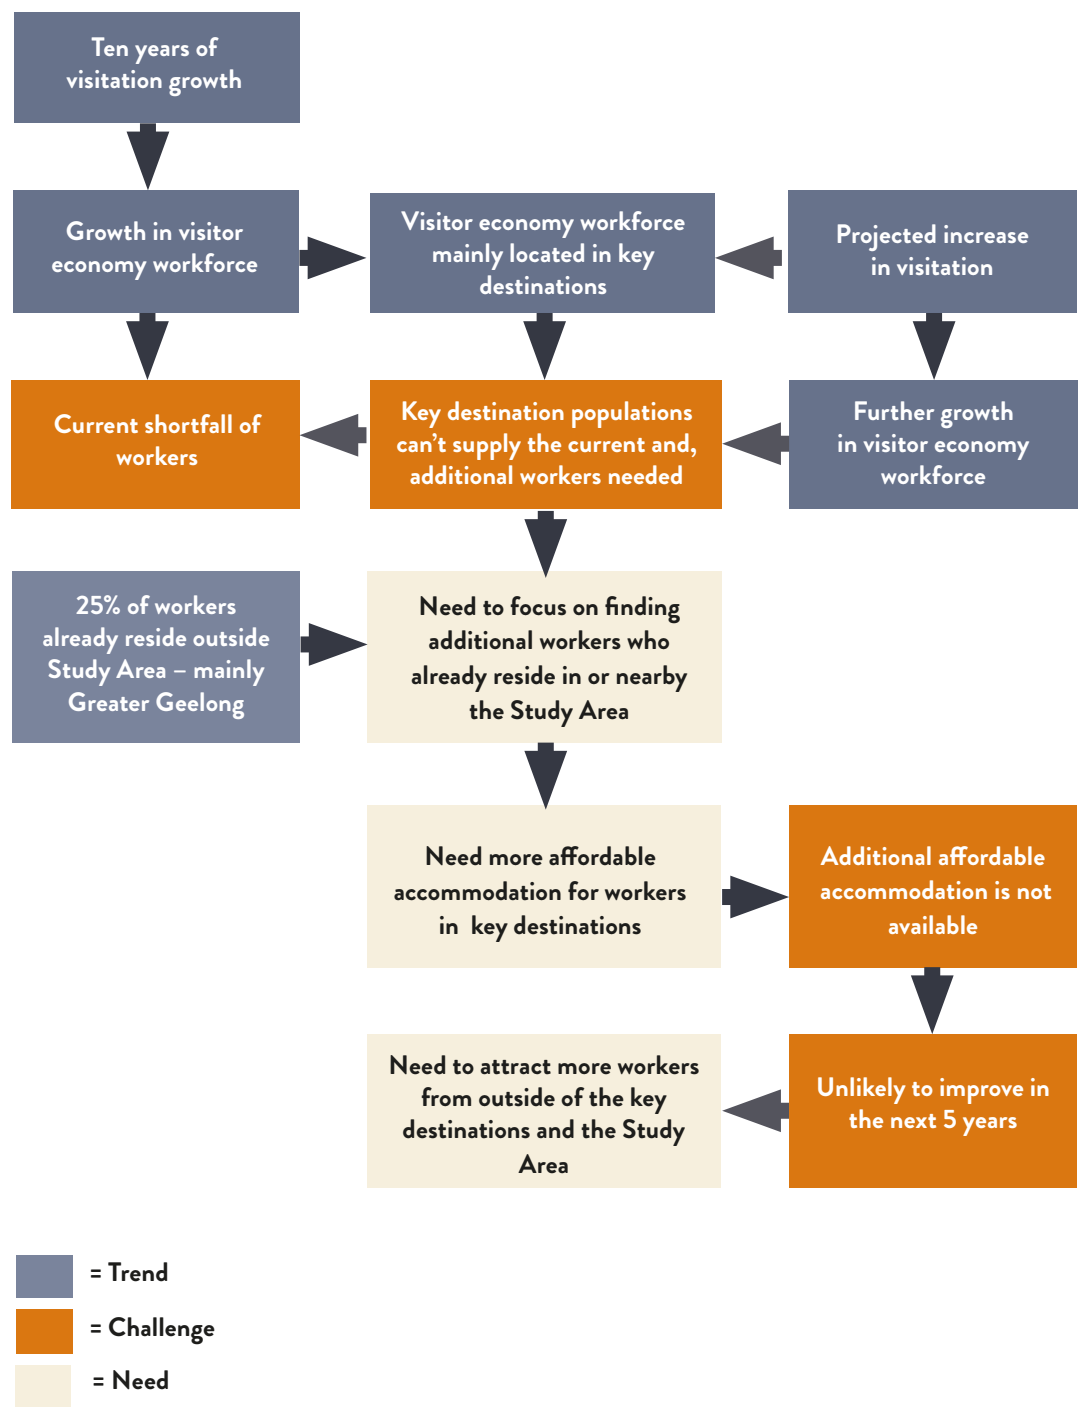 Ten years of
visitation growth
Growth in visitor
economy workforce
Visitor economy workforce
mainly located in key
destinations
Projected increase
in visitation
Current shortfall of
workers
Key destination populations
can’t supply the current and,
additional workers needed
Further growth
in visitor economy
workforce
25% of workers
already reside outside
Study Area – mainly
Greater Geelong
Need to focus on finding
additional workers who
already reside in or nearby
the Study Area
Need more affordable
accommodation for workers
in key destinations
Additional affordable
accommodation is not
available
Need to attract more workers
from outside of the key
destinations and the Study
Area
Unlikely to improve in
the next 5 years
= Trend
= Challenge
= Need